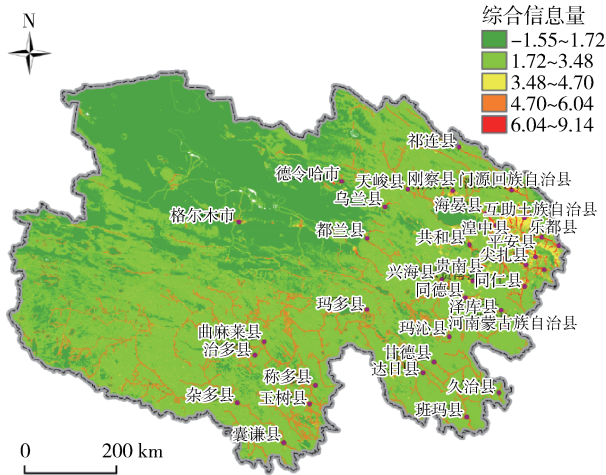 N
综合信息量
-1.55~1.72
1.72~3.48
3.48~4.70
4.70~6.04
6.04~9.14
祁连县
德令哈市
天峻县
刚察县
门源回族自治县
乌兰县
海晏县
互助土族自治县
格尔木市
湟中县
乐都县
都兰县
共和县
平安县
尖扎县
兴海县
贵南县
同仁县
同德县
玛多县
泽库县
曲麻莱县
玛沁县
河南蒙古族自治县
治多县
甘德县
达日县
称多县
久治县
杂多县
玉树县
班玛县
囊谦县
0
200 km